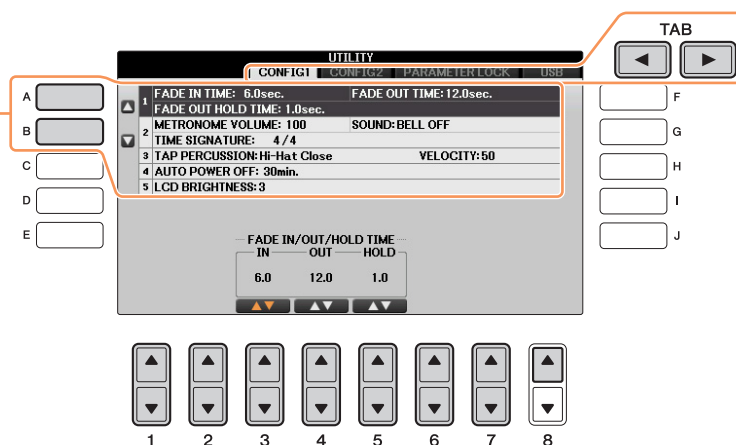 TAB
UTILITY
CONFIG1 CONFIG2 PARAMETER LOCK USB
A
B
C
D
E
1 FADE IN TIME: 6.0sec. FADE OUT TIME:12.0sec.
FADE OUT HOLD TIME: 1.0sec.
2 METRONOME VOLUME: 100 SOUND:BELL OFF
TIME SIGNATURE: 4/4
3 TAP PERCUSSION:Hi-Hat Close VELOCITY:50
4 AUTO POWER OFF: 30min.
5 LCD BRIGHTNESS:3
F
G
H
I
J
FADE IN/OUT/HOLD TIME
IN OUT HOLD
6.0 12.0 1.0
1 2 3 4 5 6 7 8